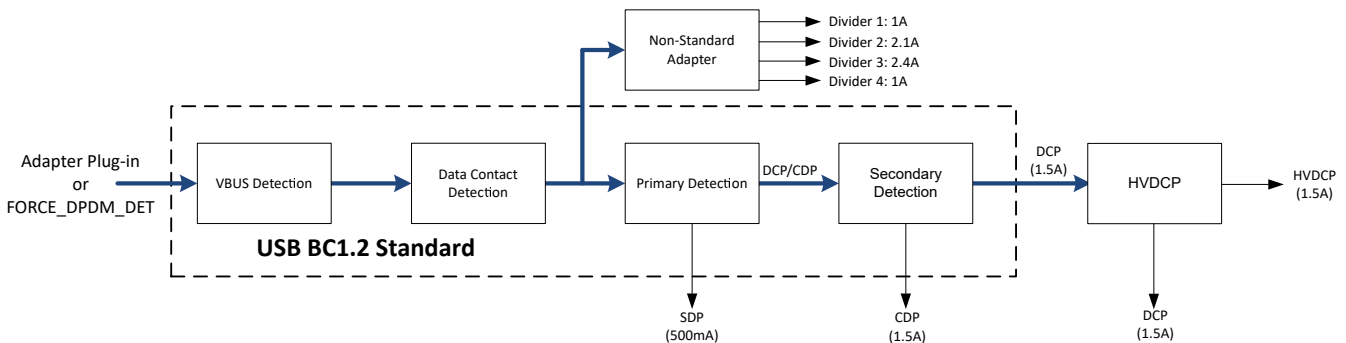 Non-Standard
Adapter
Divider 1: 1A
Divider 2: 2.1A
Divider 3: 2.4A
Divider 4: 1A
Adapter Plug-in
or
FORCE_DPDM_DET
VBUS Detection
Data Contact
Detection
Primary Detection
DCP/CDP
Secondary
Detection
DCP
(1.5A)
HVDCP
HVDCP
(1.5A)
USB BC1.2 Standard
SDP
(500mA)
CDP
(1.5A)
DCP
(1.5A)